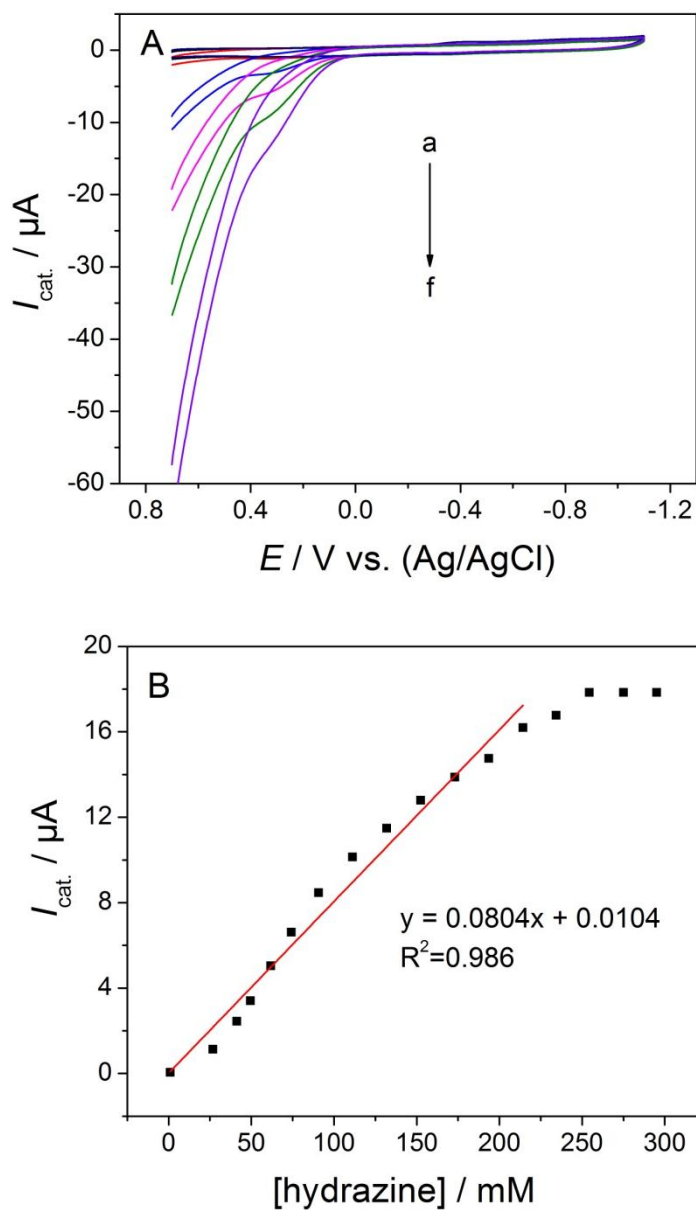 A
0
-10
-20
-30
-40
-50
-60
I cat. / µA
a
f
0.8 0.4 0.0 -0.4 -0.8 -1.2
E / V vs. (Ag/AgCl)
B
20
16
12
8
4
0
I cat. / µA
y = 0.0804x + 0.0104
R²=0.986
0 50 100 150 200 250 300
[hydrazine] / mM